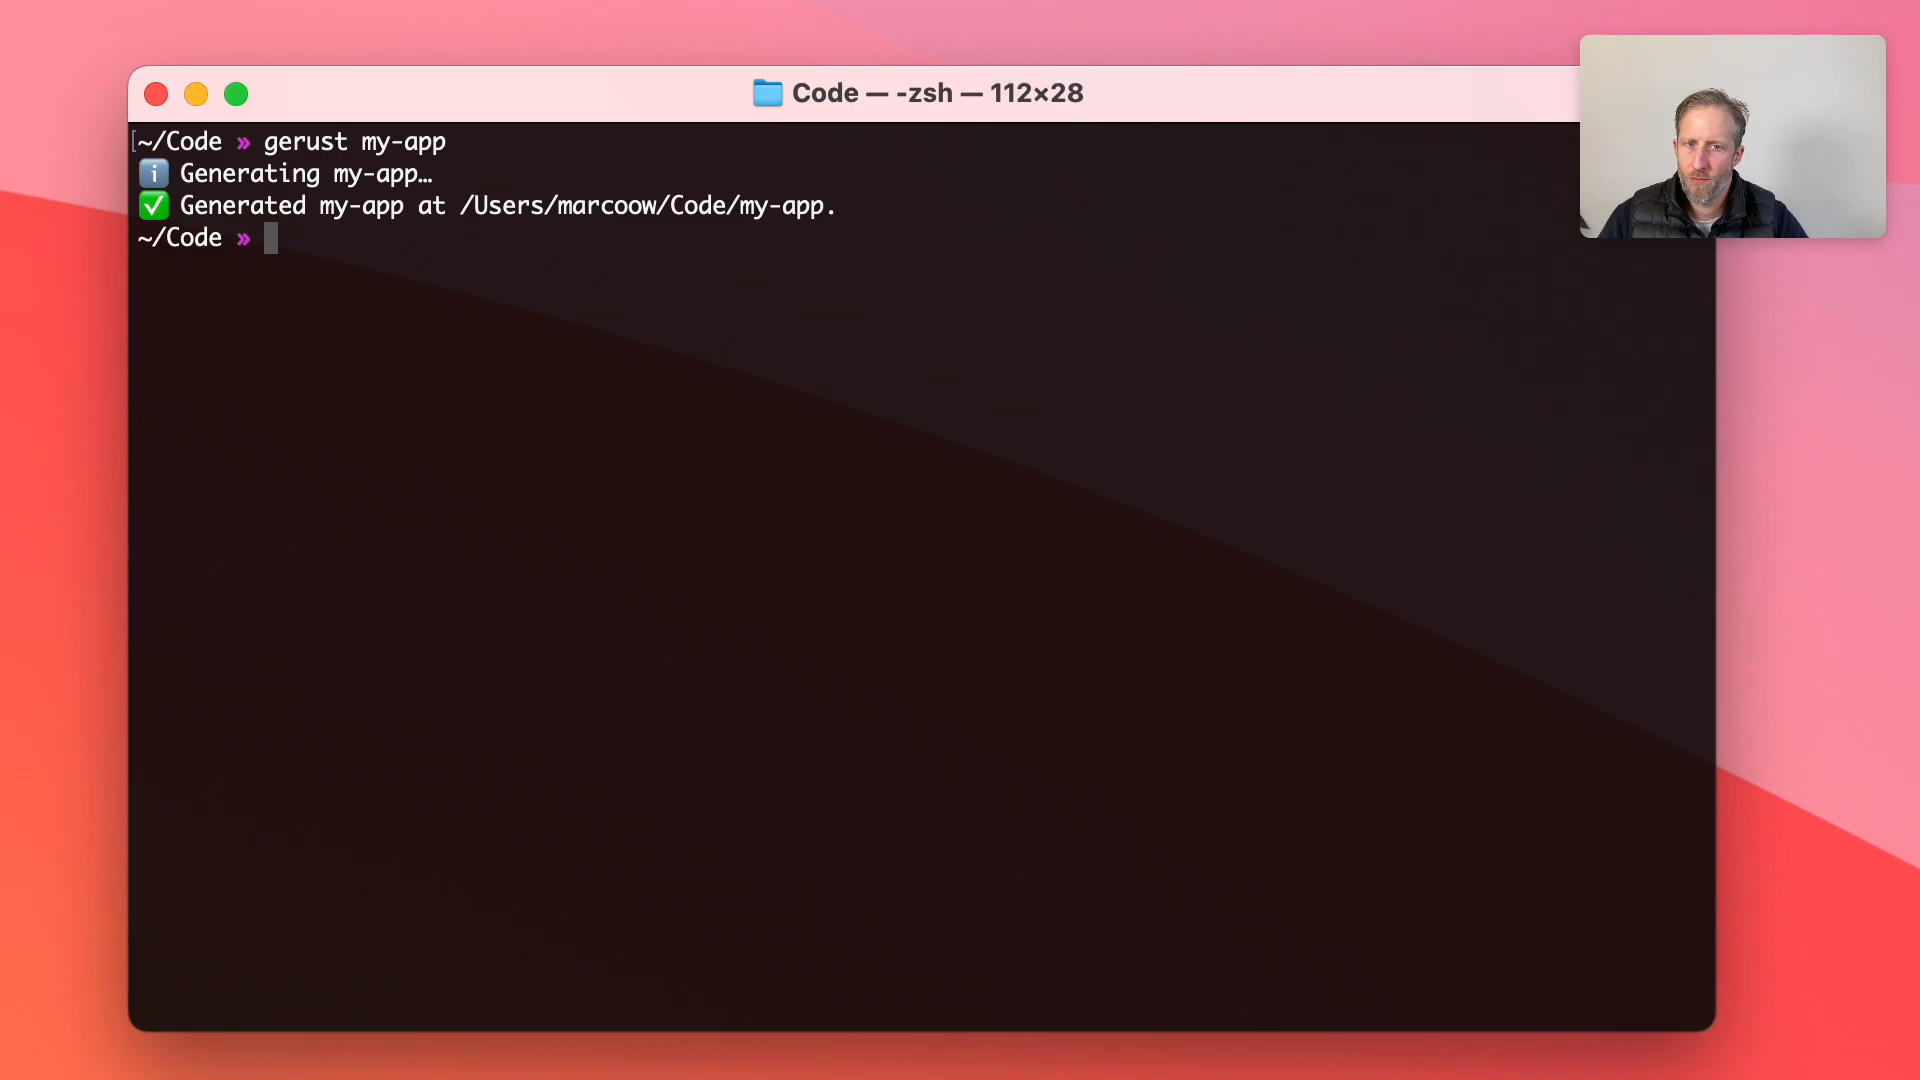 Code — -zsh — 112×28
~/Code » gerust my-app
ℹ️ Generating my-app…
✅ Generated my-app at /Users/marcoow/Code/my-app.
~/Code »